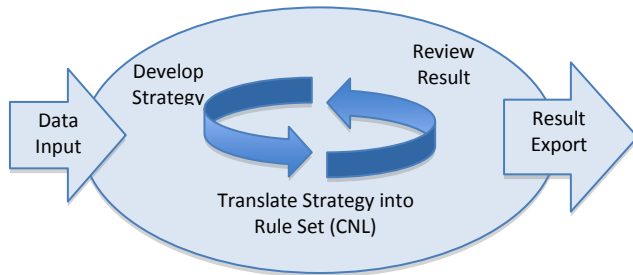 Data
Input
Develop
Strategy
Review
Result
Translate Strategy into
Rule Set (CNL)
Result
Export